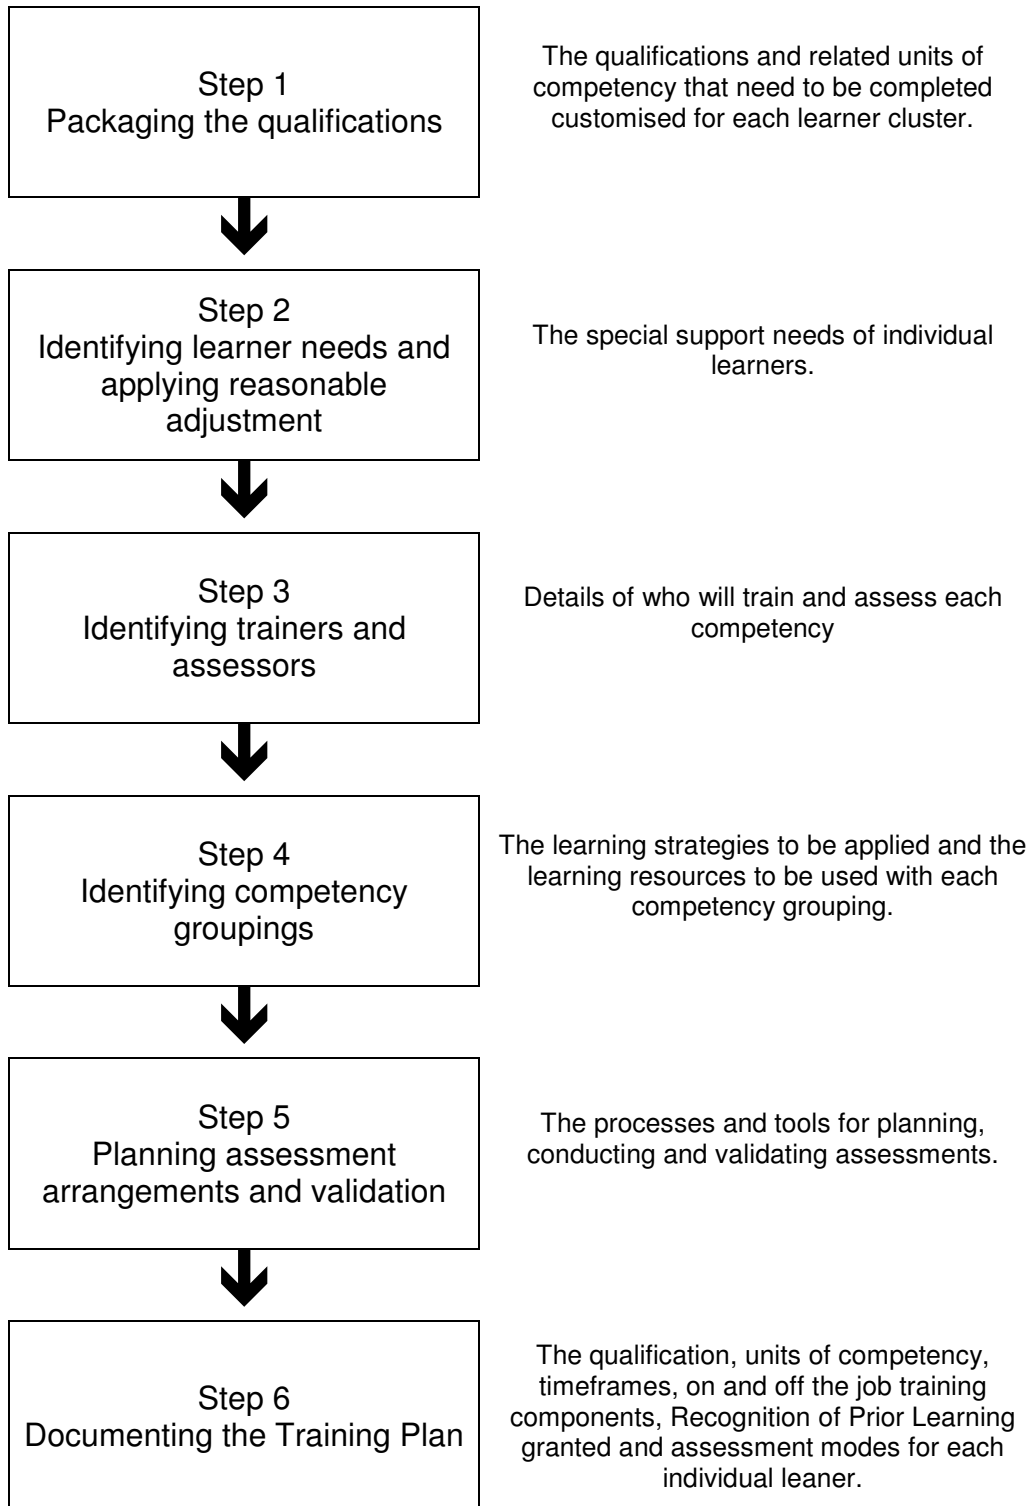 Step 1
Packaging the qualifications
The qualifications and related units of
competency that need to be completed
customised for each learner cluster.
Step 2
Identifying learner needs and
applying reasonable
adjustment
The special support needs of individual
learners.
Step 3
Identifying trainers and
assessors
Details of who will train and assess each
competency
Step 4
Identifying competency
groupings
The learning strategies to be applied and the
learning resources to be used with each
competency grouping.
Step 5
Planning assessment
arrangements and validation
The processes and tools for planning,
conducting and validating assessments.
Step 6
Documenting the Training Plan
The qualification, units of competency,
timeframes, on and off the job training
components, Recognition of Prior Learning
granted and assessment modes for each
individual leaner.